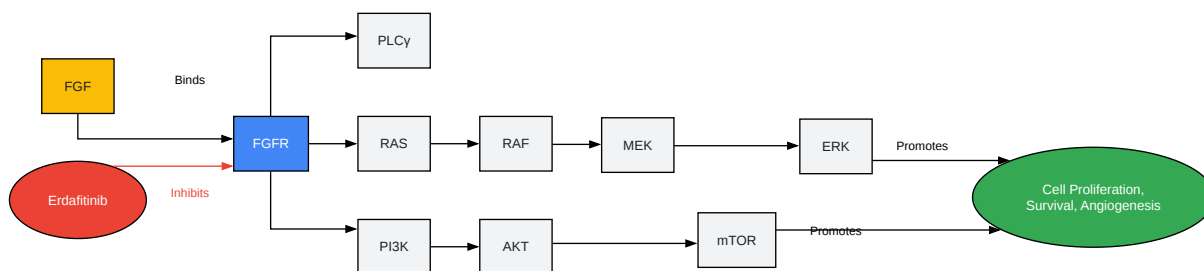 PLCγ
FGF
Binds
FGFR
RAS
RAF
MEK
ERK
Promotes
Erdafitinib
Inhibits
Cell Proliferation,
Survival, Angiogenesis
PI3K
AKT
mTOR
Promotes